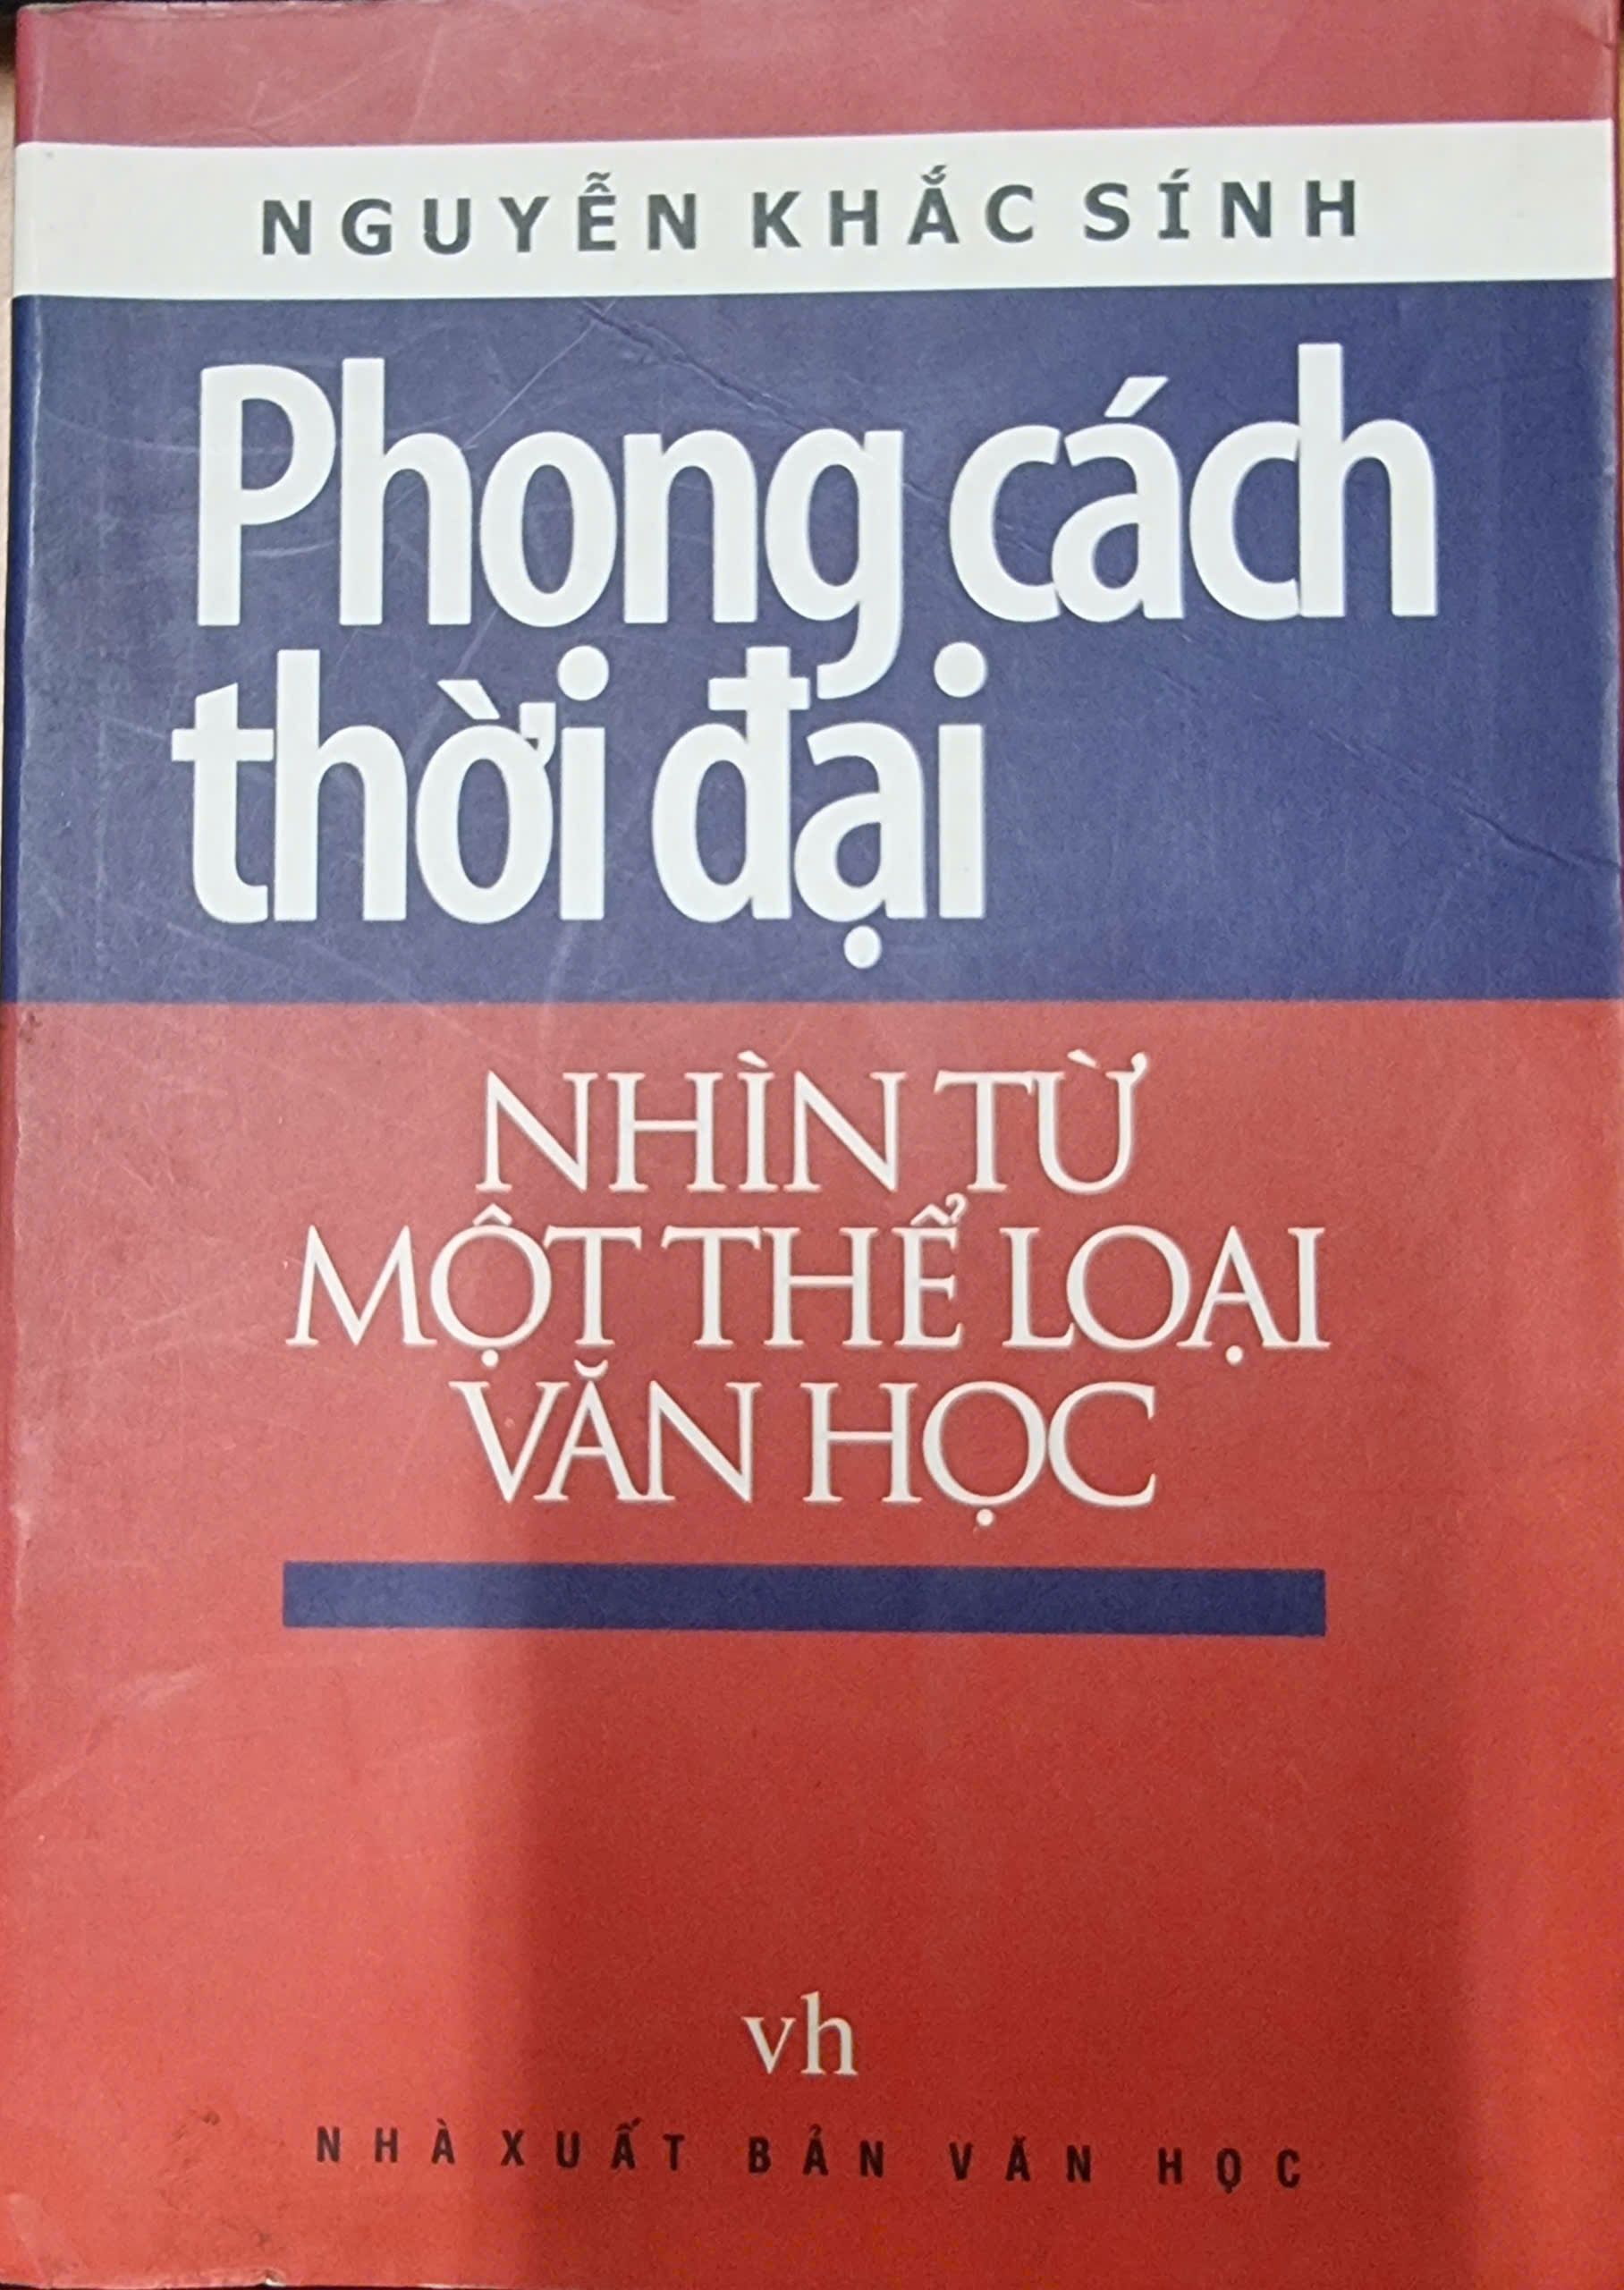 NGUYỄN KHẮC SÍNH
Phong cách
thời đại
NHÌN TỪ
MỘT THỂ LOẠI
VĂN HỌC
vh
NHÀ XUẤT BẢN VĂN HỌC